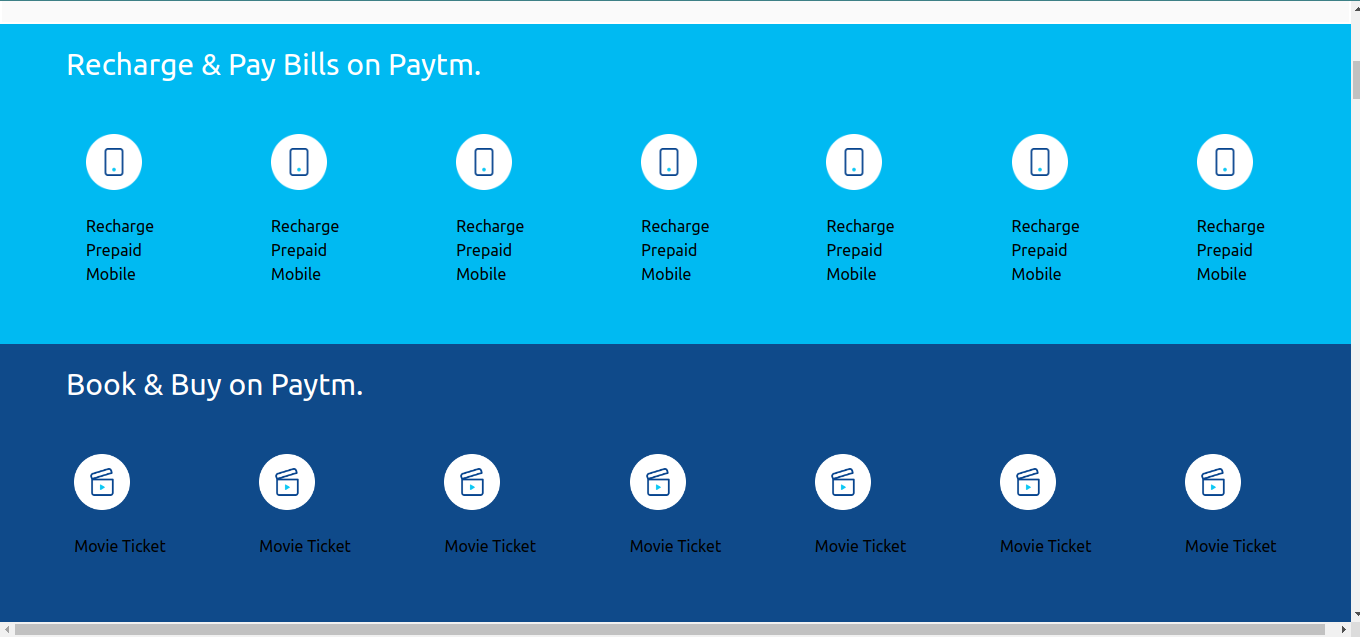 Recharge & Pay Bills on Paytm.
Recharge Recharge Recharge Recharge Recharge Recharge Recharge
Prepaid Prepaid Prepaid Prepaid Prepaid Prepaid Prepaid
Mobile Mobile Mobile Mobile Mobile Mobile Mobile
Book & Buy on Paytm.
Movie Ticket Movie Ticket Movie Ticket Movie Ticket Movie Ticket Movie Ticket Movie Ticket